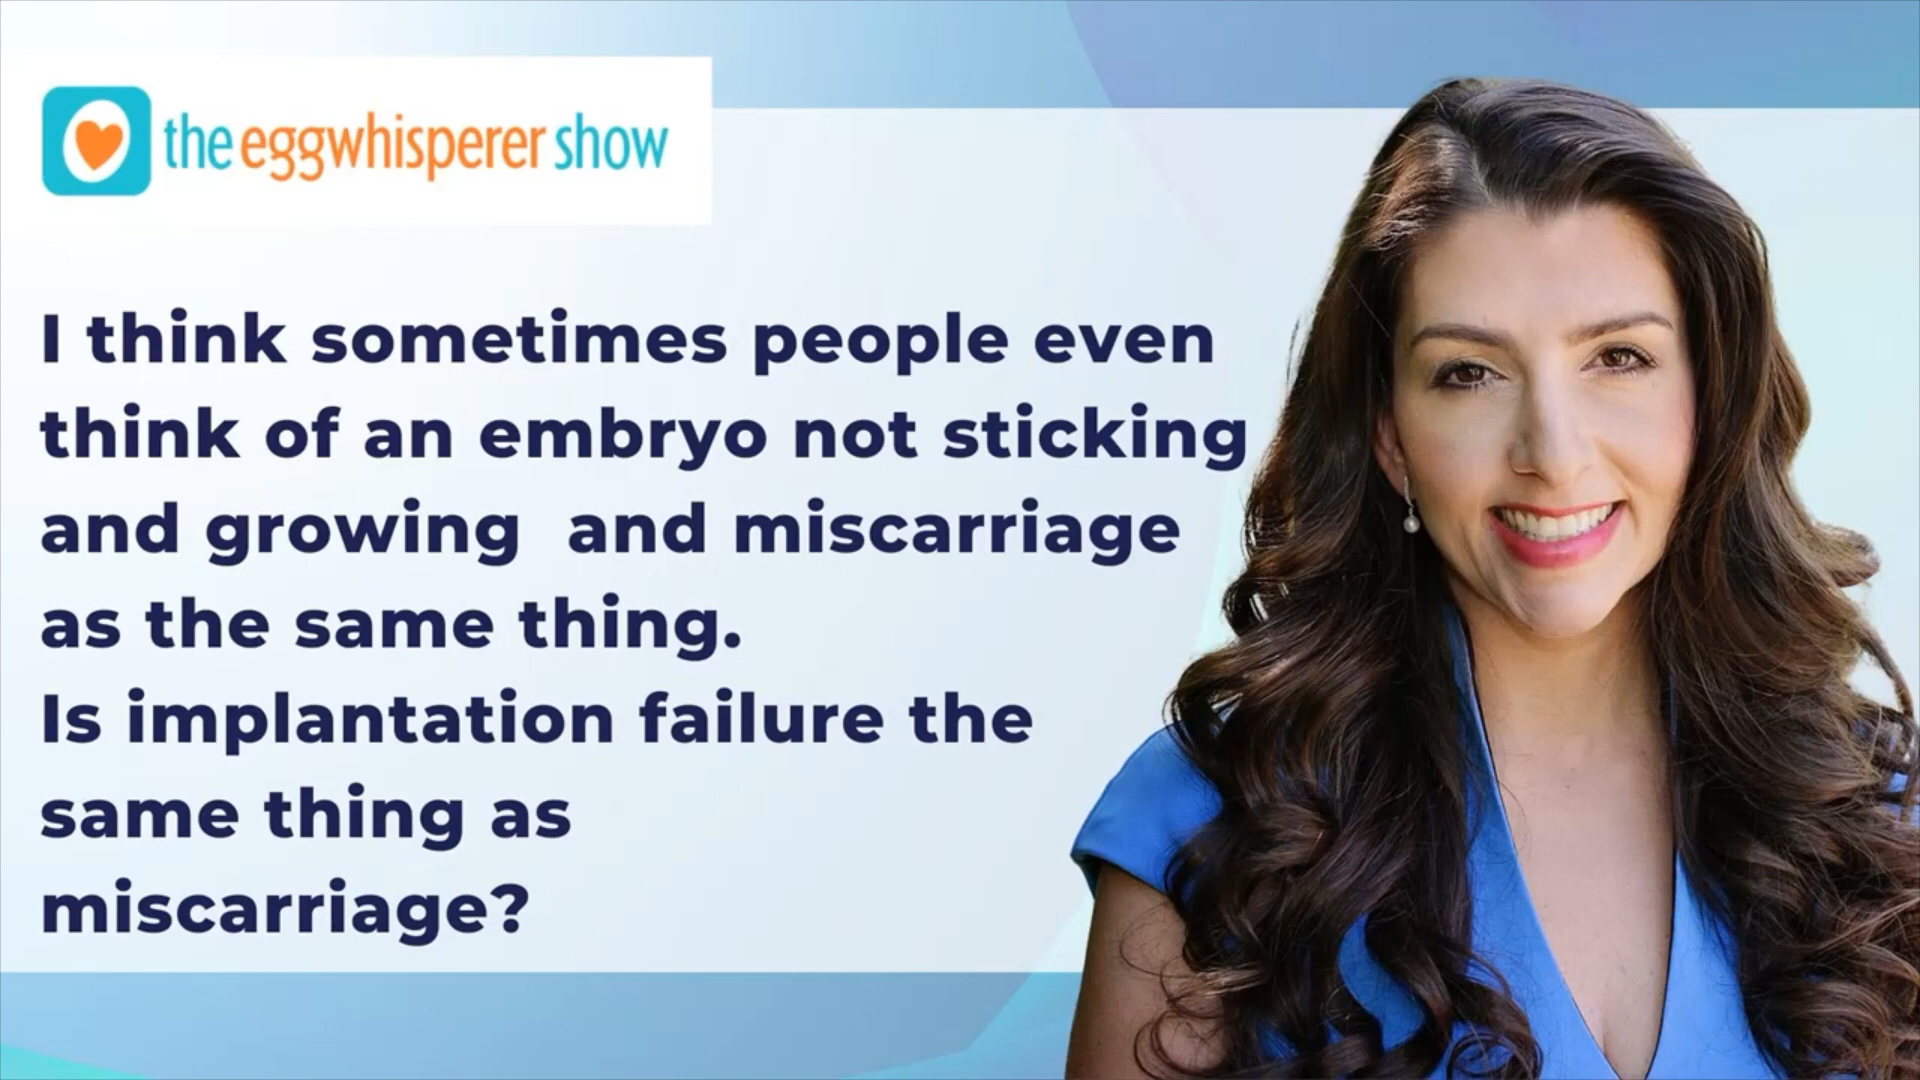 the eggwhisperer show
I think sometimes people even
think of an embryo not sticking
and growing  and miscarriage
as the same thing.
Is implantation failure the
same thing as
miscarriage?